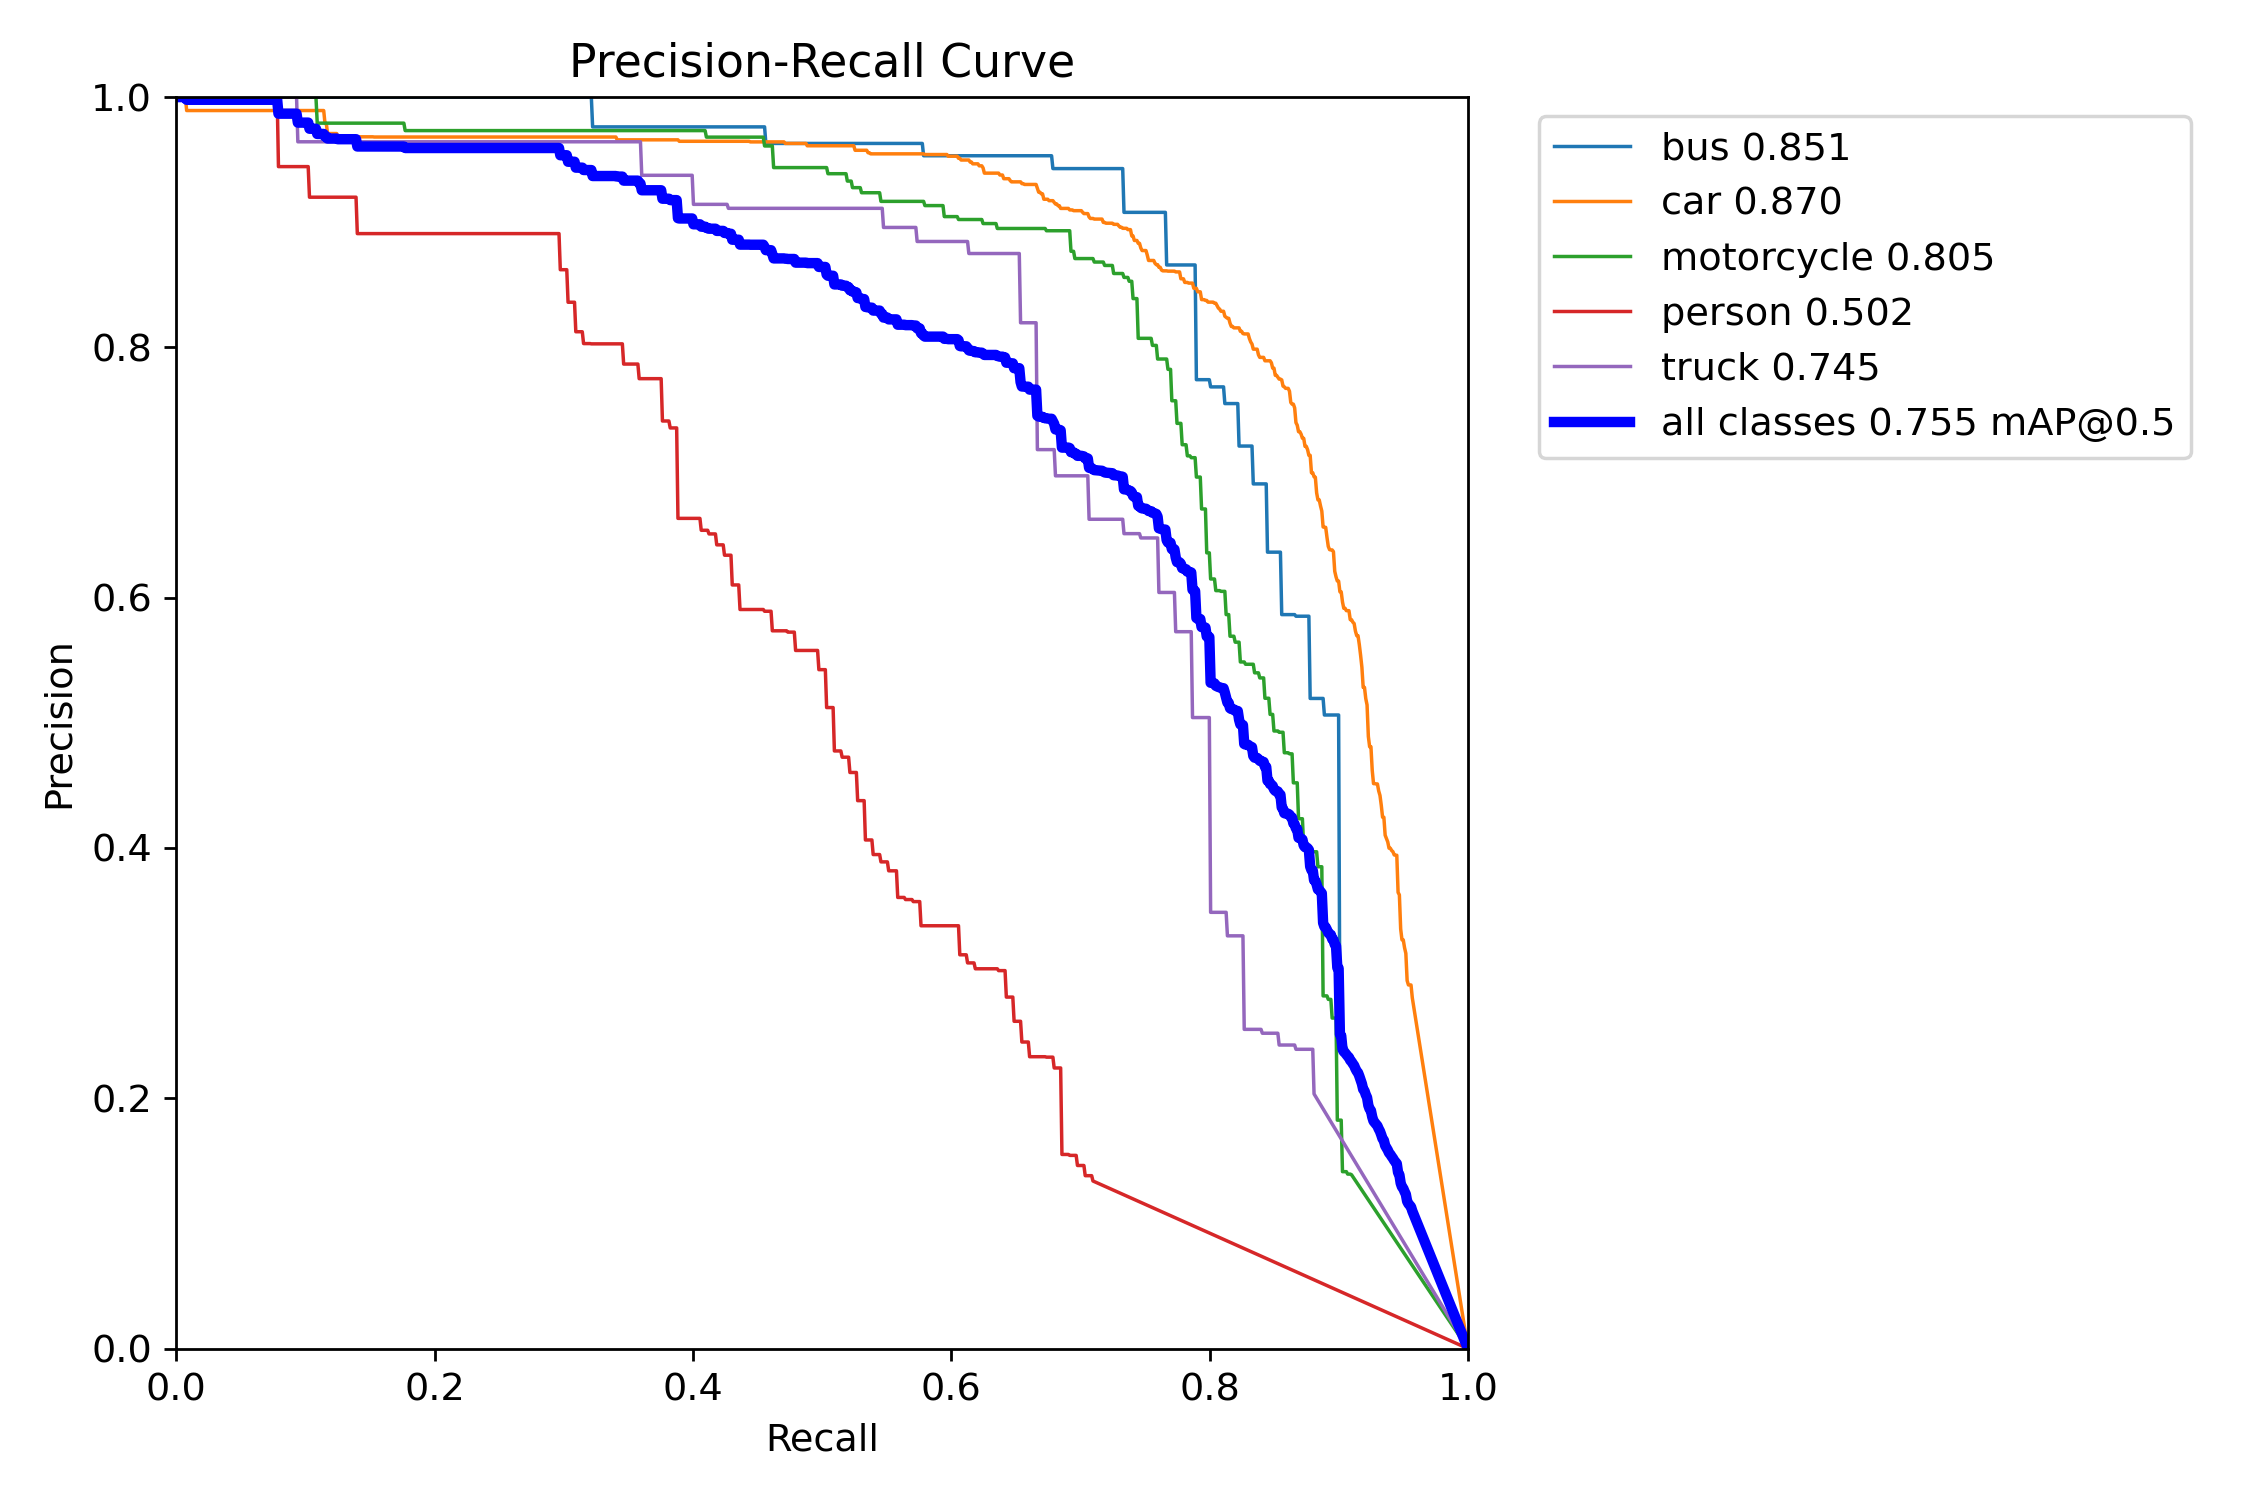 Precision-Recall Curve
1.0
0.8
0.6
0.4
0.2
0.0
Precision
0.0 0.2 0.4 0.6 0.8 1.0
Recall
bus 0.851
car 0.870
motorcycle 0.805
person 0.502
truck 0.745
all classes 0.755 mAP@0.5